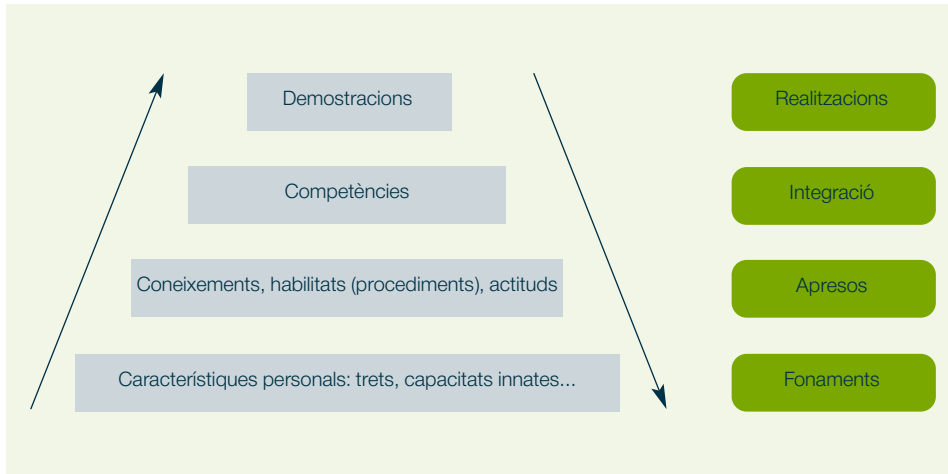 Demostracions
Realitzacions
Competències
Integració
Coneixements, habilitats (procediments), actituds
Apresos
Característiques personals: trets, capacitats innates...
Fonaments